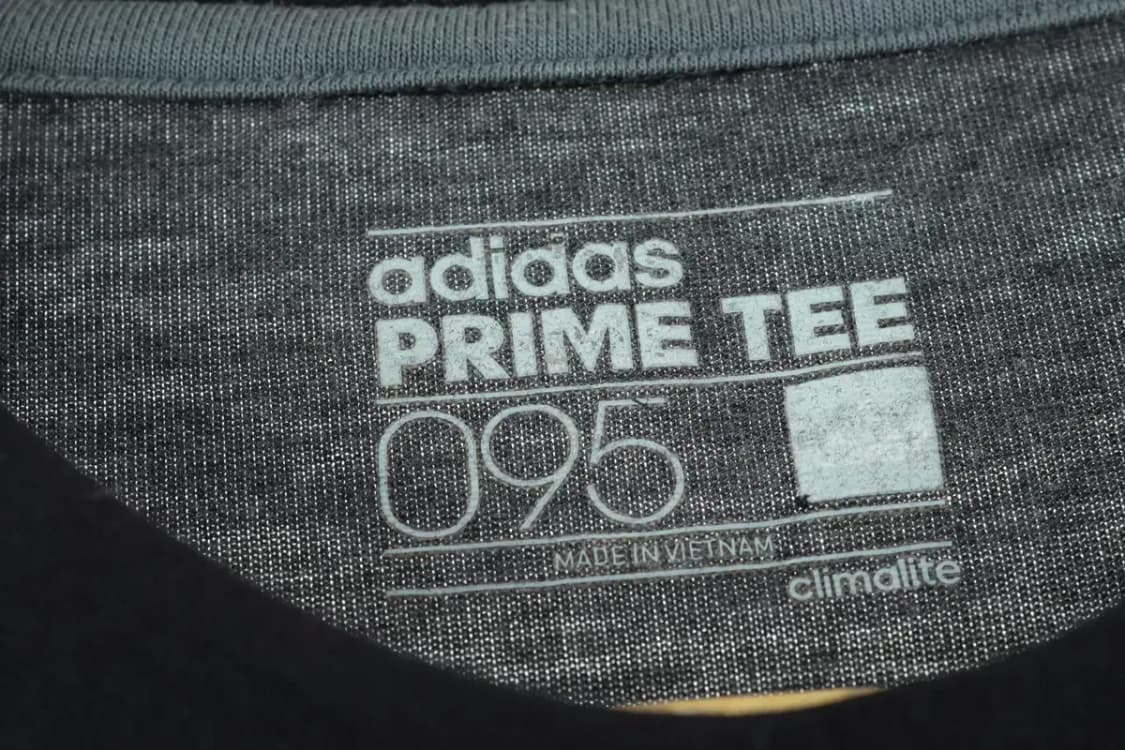 adidas
PRIME TEE
095
MADE IN VIETNAM
climalite